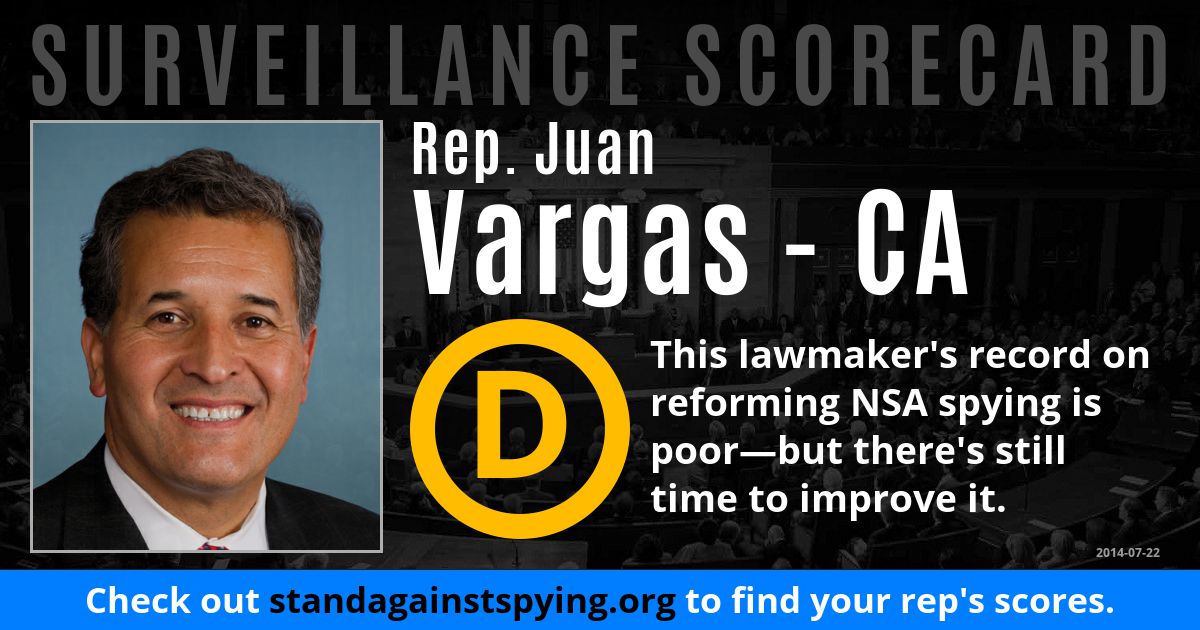 SURVEILLANCE SCORECARD
Rep. Juan
Vargas - CA
D
This lawmaker's record on
reforming NSA spying is
poor—but there's still
time to improve it.
2014-07-22
Check out standagainstspying.org to find your rep's scores.